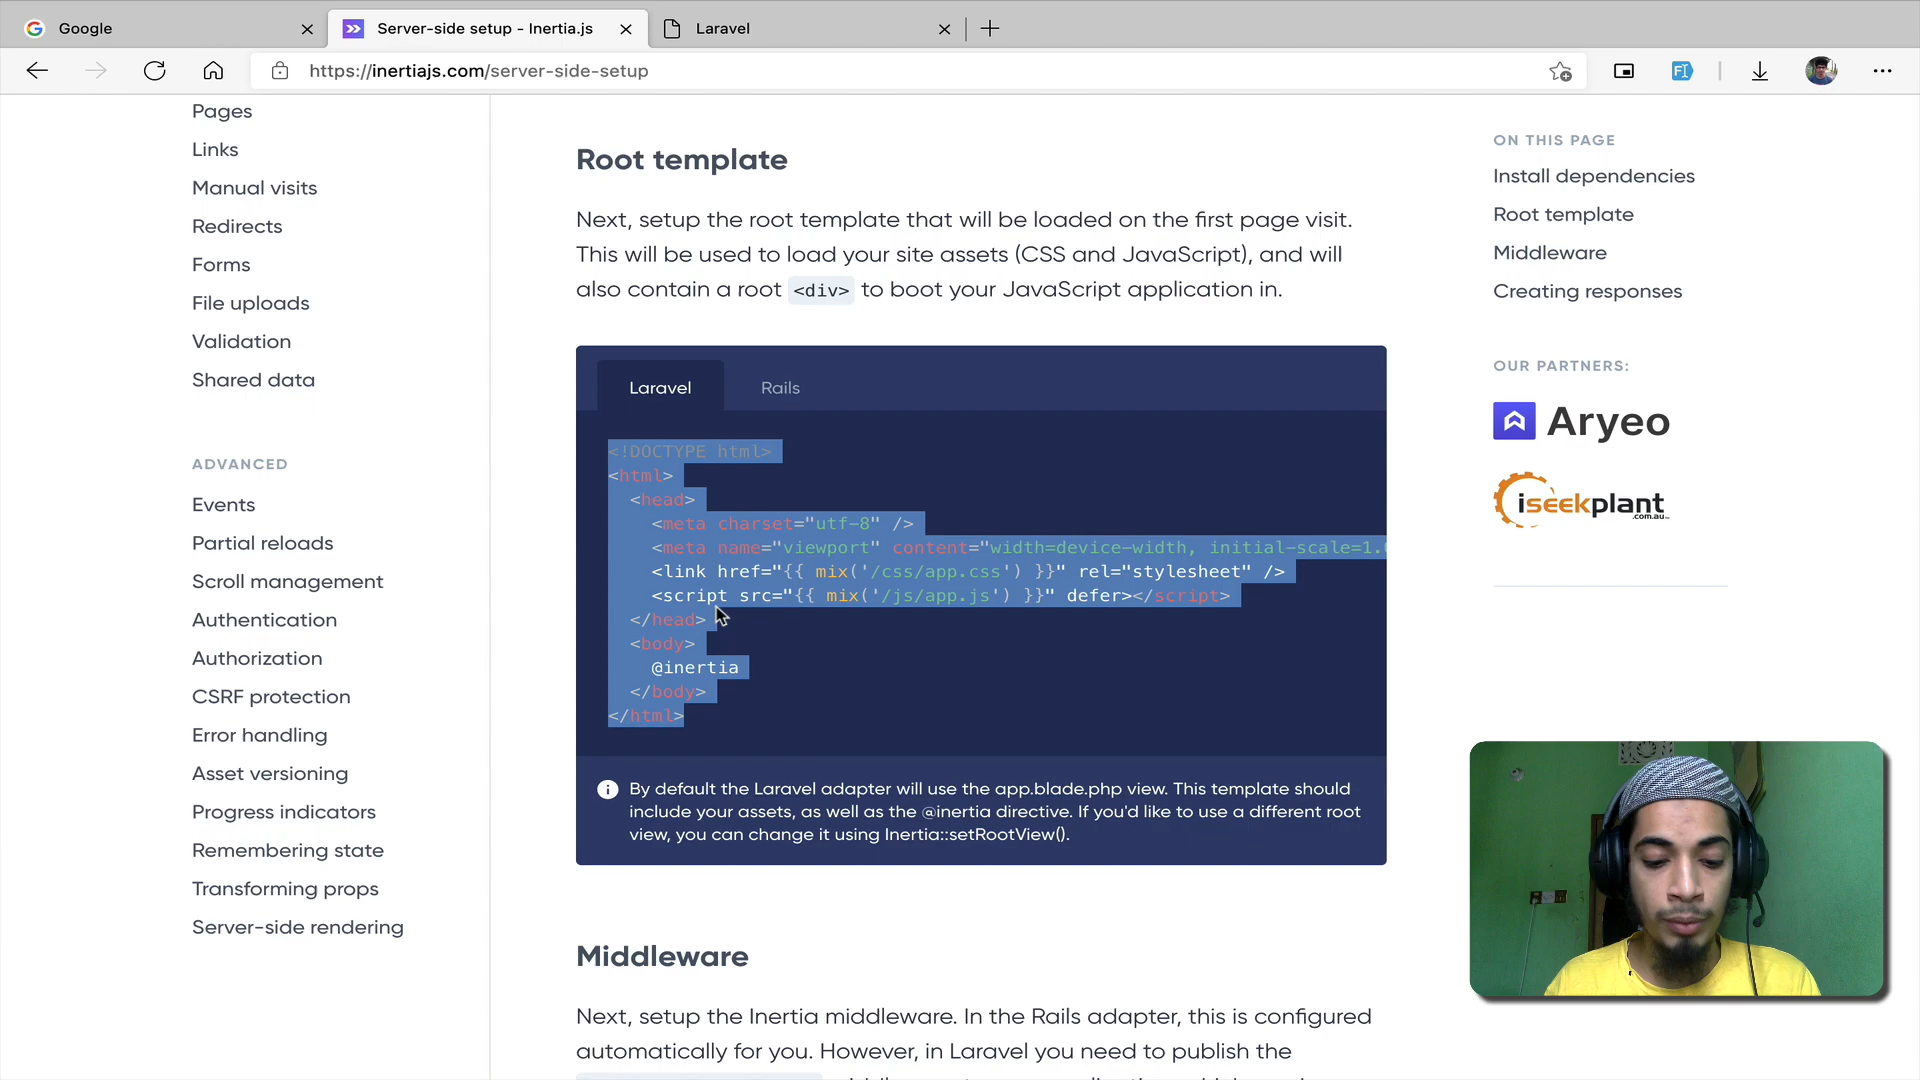 Google
Server-side setup - Inertia.js
Laravel
https://inertiajs.com/server-side-setup
Pages
Links
Manual visits
Redirects
Forms
File uploads
Validation
Shared data
ADVANCED
Events
Partial reloads
Scroll management
Authentication
Authorization
CSRF protection
Error handling
Asset versioning
Progress indicators
Remembering state
Transforming props
Server-side rendering
Root template
Next, setup the root template that will be loaded on the first page visit.
This will be used to load your site assets (CSS and JavaScript), and will
also contain a root <div> to boot your JavaScript application in.
Laravel Rails
<!DOCTYPE html>
<html>
<head>
<meta charset="utf-8" />
<meta name="viewport" content="width=device-width, initial-scale=1.
<link href="{{ mix('/css/app.css') }}" rel="stylesheet" />
<script src="{{ mix('/js/app.js') }}" defer></script>
</head>
<body>
@inertia
</body>
</html>
By default the Laravel adapter will use the app.blade.php view. This template should
include your assets, as well as the @inertia directive. If you'd like to use a different root
view, you can change it using Inertia::setRootView().
Middleware
Next, setup the Inertia middleware. In the Rails adapter, this is configured
automatically for you. However, in Laravel you need to publish the
ON THIS PAGE
Install dependencies
Root template
Middleware
Creating responses
OUR PARTNERS:
Aryeo
iseekplant
.com.au